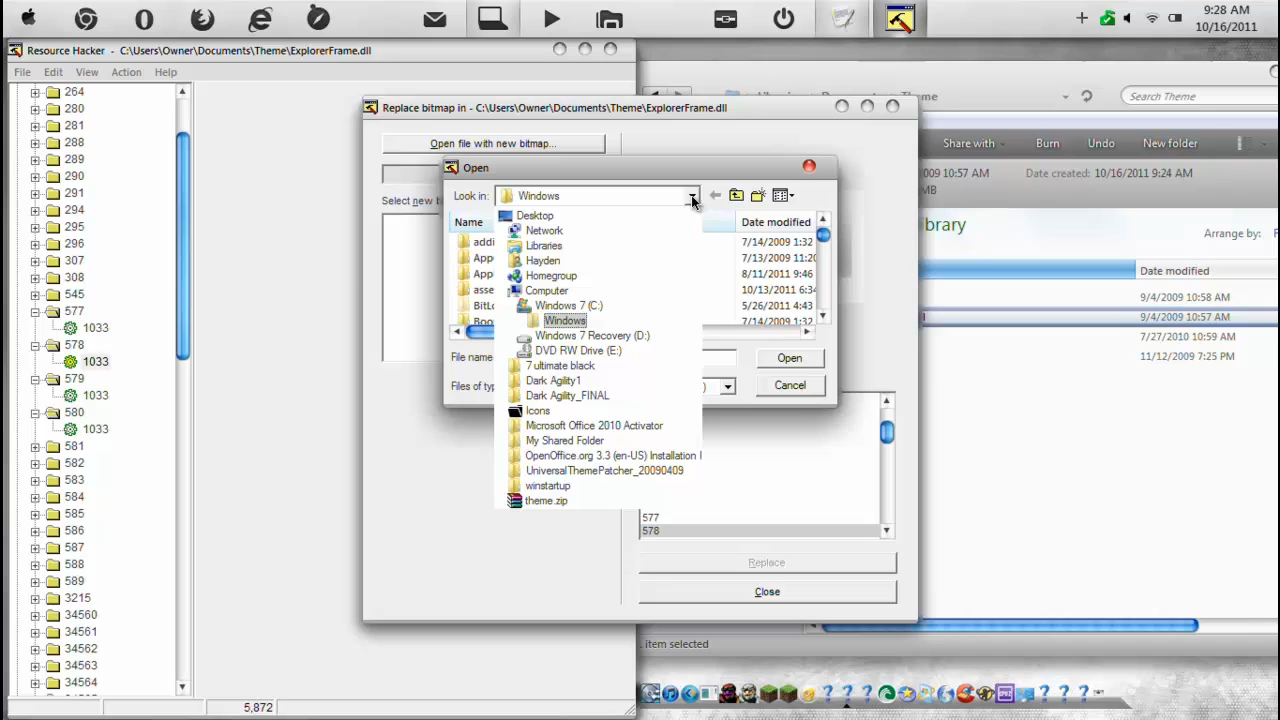 9:28 AM
10/16/2011
Resource Hacker - C:\Users\Owner\Documents\Theme\ExplorerFrame.dll
File Edit View Action Help
264
280
281
288
289
290
291
294
295
296
307
308
545
577
1033
578
1033
579
1033
580
1033
581
582
583
584
585
586
587
588
589
3215
34560
34561
34562
34563
34564
5,872
Replace bitmap in - C:\Users\Owner\Documents\Theme\ExplorerFrame.dll
Open file with new bitmap...
Select new b
Open
Look in: Windows
Name Date modified
addi 7/14/2009 1:32
App 7/13/2009 11:20
App 8/11/2011 9:46
asse 10/13/2011 6:34
BitLo 5/26/2011 4:43
Boo 7/14/2009 1:32
File name
Open
Files of typ
Cancel
Desktop
Network
Libraries
Hayden
Homegroup
Computer
Windows 7 (C:)
Windows
Windows 7 Recovery (D:)
DVD RW Drive (E:)
7 ultimate black
Dark Agility1
Dark Agility_FINAL
Icons
Microsoft Office 2010 Activator
My Shared Folder
OpenOffice.org 3.3 (en-US) Installation
UniversalThemePatcher_20090409
winstartup
theme.zip
577
578
Replace
Close
eme
Search Theme
Share with Burn Undo New folder
009 10:57 AM Date created: 10/16/2011 9:24 AM
MB
brary
Arrange by: F
Date modified
9/4/2009 10:58 AM
9/4/2009 10:57 AM
7/27/2010 10:59 AM
11/12/2009 7:25 PM
item selected